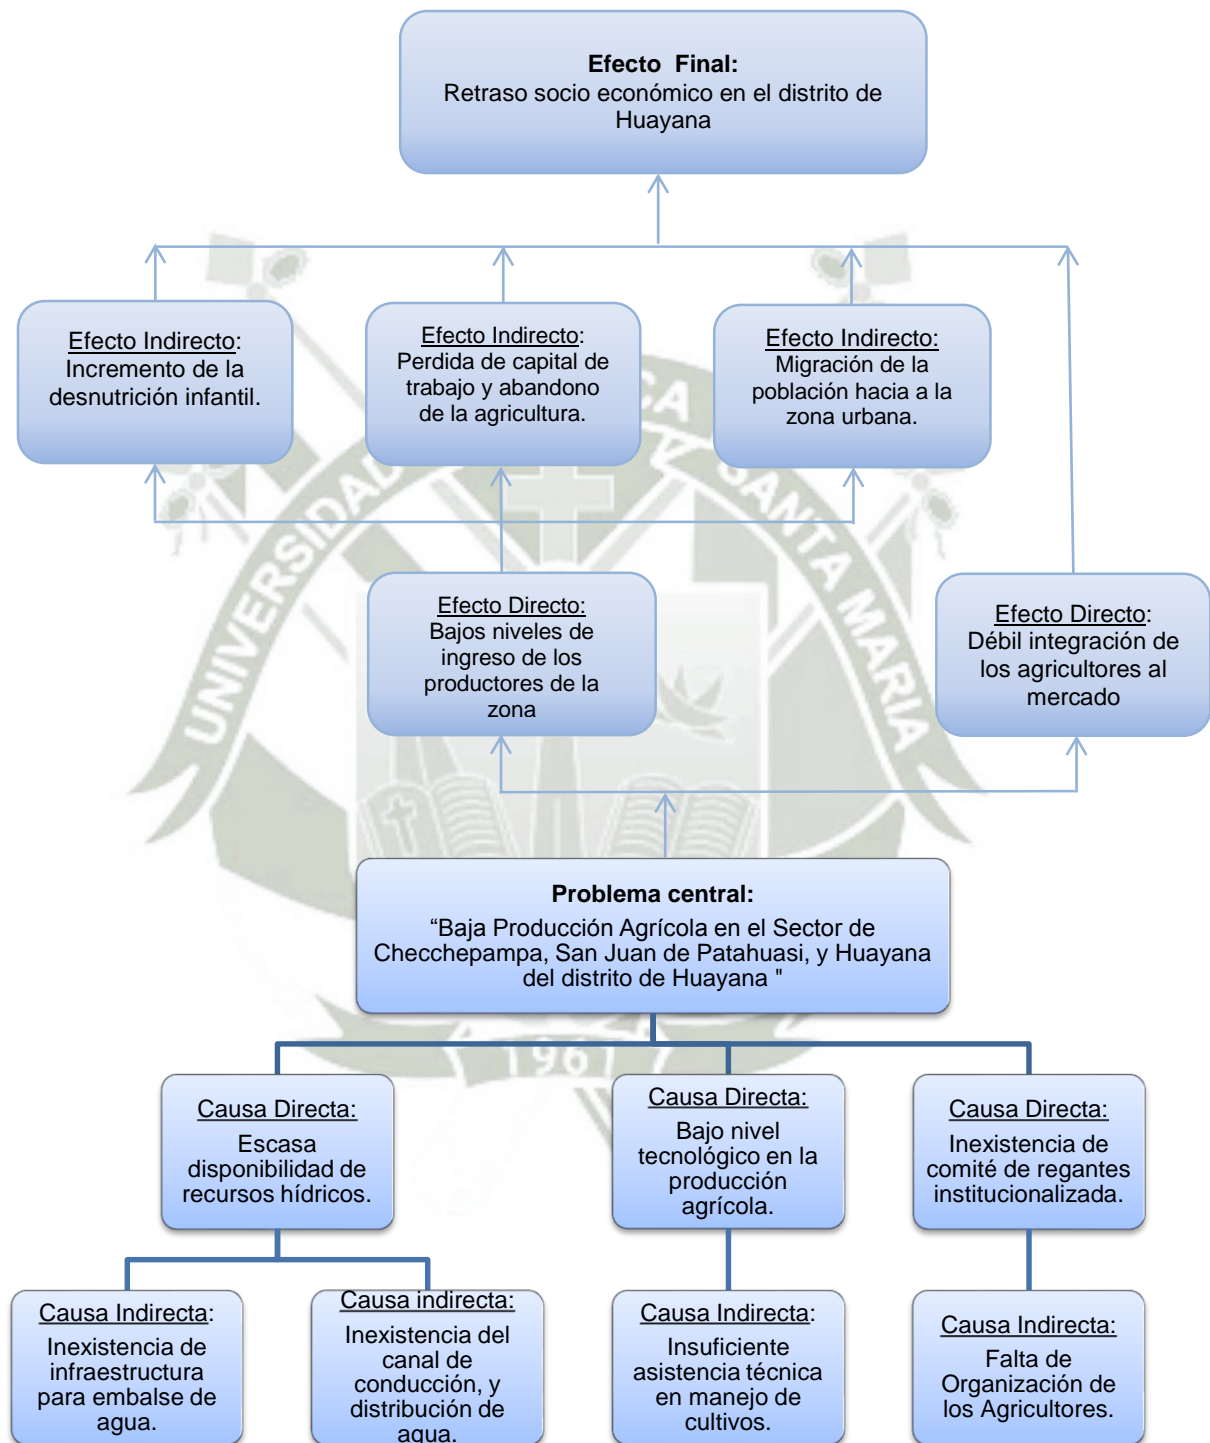 Efecto  Final:
Retraso socio económico en el distrito de
Huayana
Efecto Indirecto:
Incremento de la
desnutrición infantil.
Efecto Indirecto:
Perdida de capital de
trabajo y abandono
de la agricultura.
Efecto Indirecto:
Migración de la
población hacia a la
zona urbana.
Efecto Directo:
Bajos niveles de
ingreso de los
productores de la
zona
Efecto Directo:
Débil integración de
los agricultores al
mercado
Problema central:
“Baja Producción Agrícola en el Sector de
Checchepampa, San Juan de Patahuasi, y Huayana
del distrito de Huayana "
Causa Directa:
Escasa
disponibilidad de
recursos hídricos.
Causa Directa:
Bajo nivel
tecnológico en la
producción
agrícola.
Causa Directa:
Inexistencia de
comité de regantes
institucionalizada.
Causa Indirecta:
Inexistencia de
infraestructura
para embalse de
agua.
Causa indirecta:
Inexistencia del
canal de
conducción, y
distribución de
agua.
Causa Indirecta:
Insuficiente
asistencia técnica
en manejo de
cultivos.
Causa Indirecta:
Falta de
Organización de
los Agricultores.
UNIVERSIDAD
CA
SANTA MARIA
1961